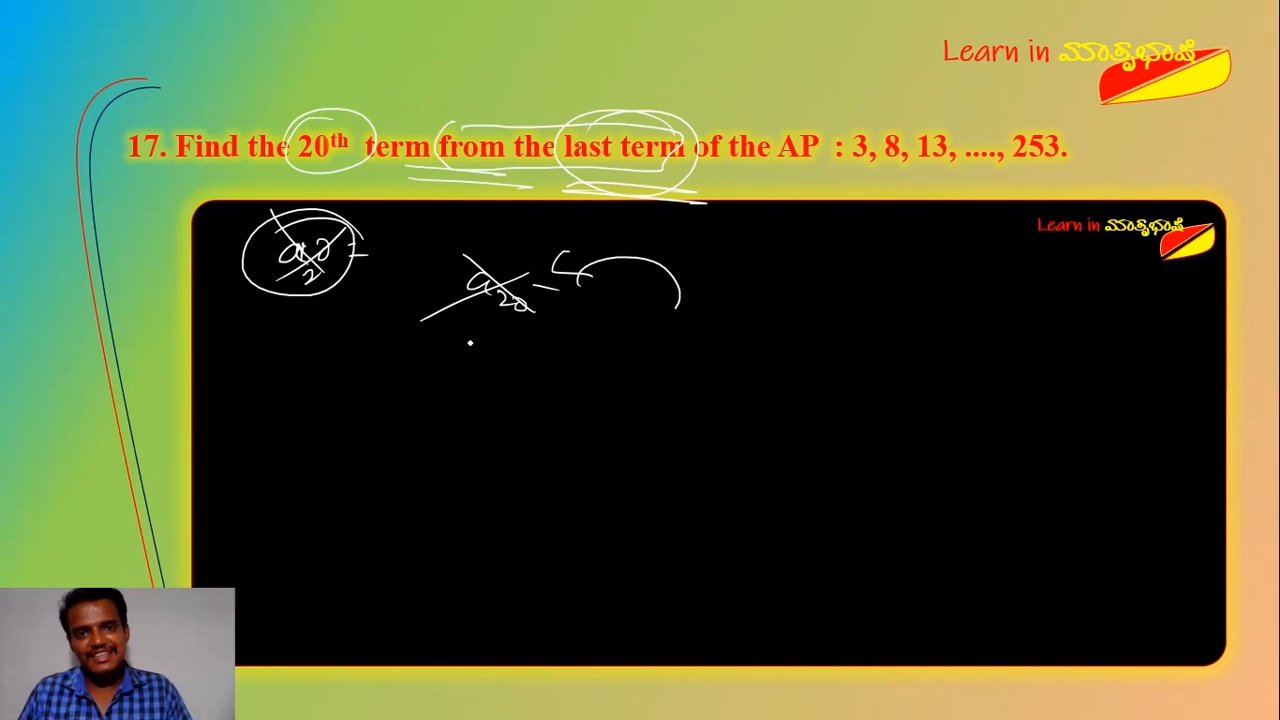 Learn in ಮಾತೃಭಾಷೆ
17. Find the 20th term from the last term of the AP : 3, 8, 13, ...., 253.
Learn in ಮಾತೃಭಾಷೆ
a20 =